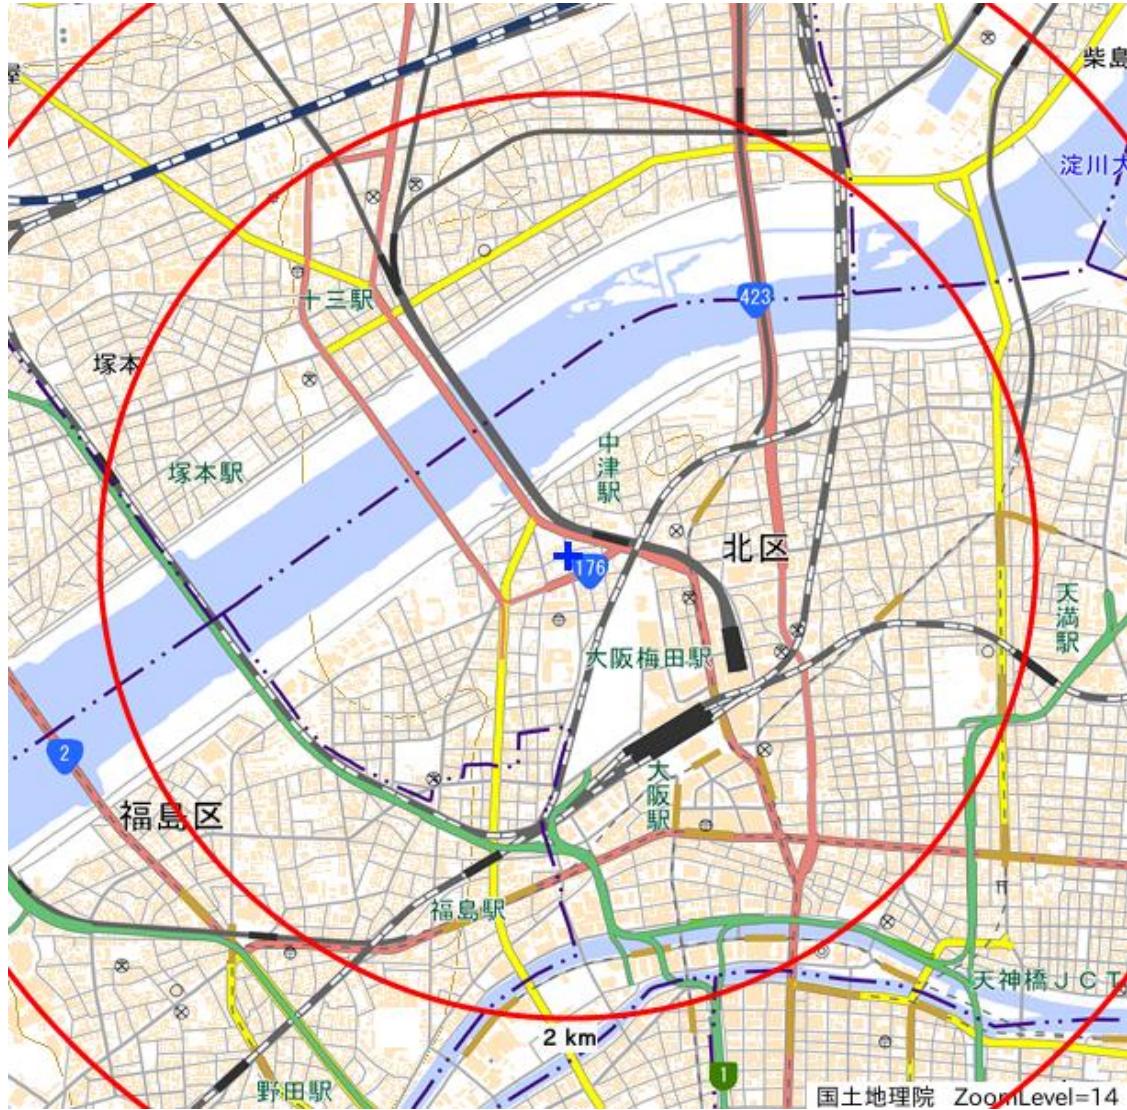 柴島
淀川大
十三駅
423
塚本
塚本駅
中津駅
北区
176
天満駅
大阪梅田駅
2
大阪駅
福島区
福島駅
天神橋JCT
2 km
野田駅
1
国土地理院 ZoomLevel=14